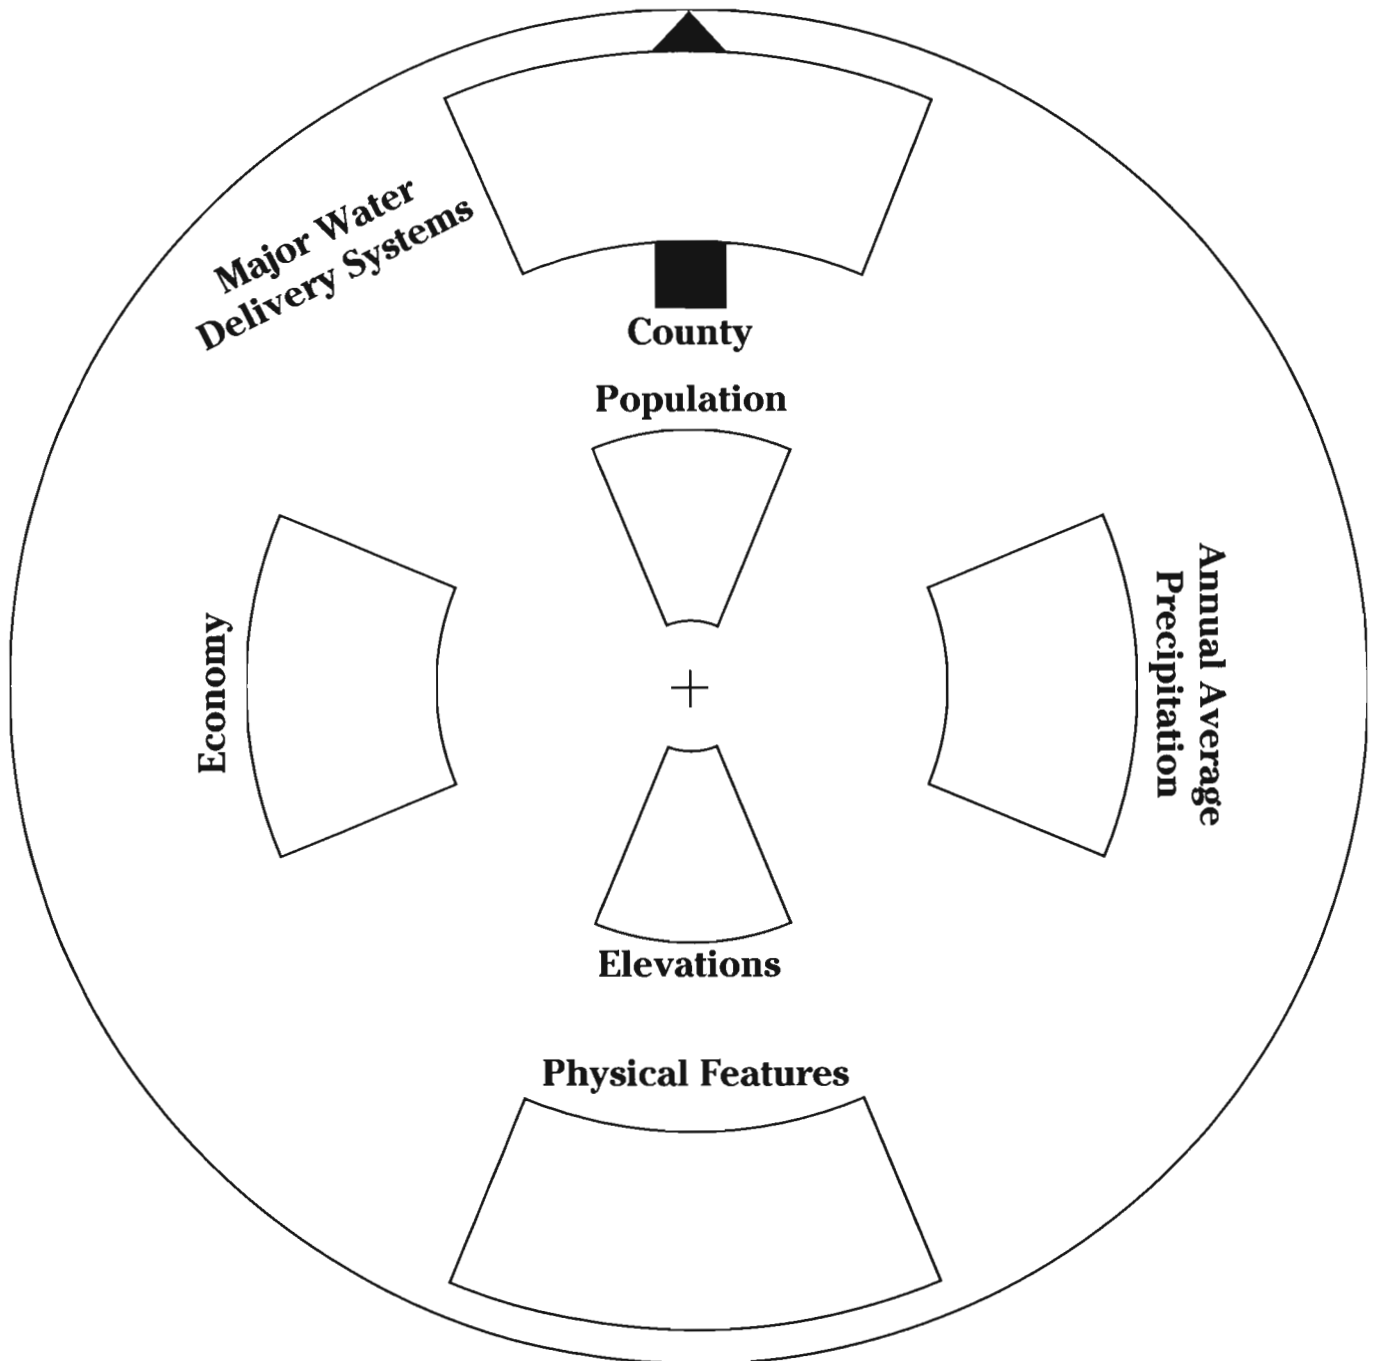 Major Water
Delivery Systems
County
Population
Economy
Annual Average
Precipitation
Elevations
Physical Features